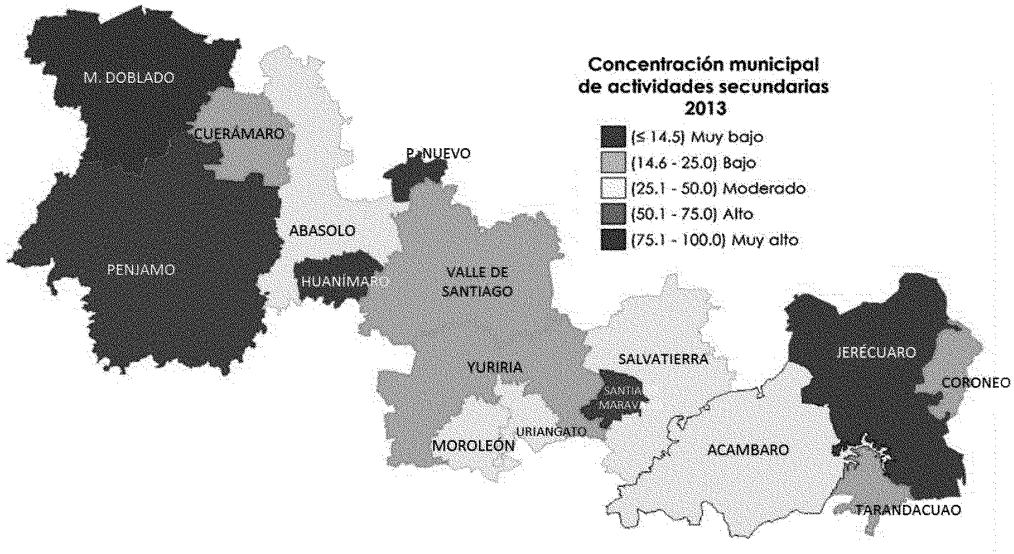 Concentración municipal
de actividades secundarias
2013
(≤ 14.5) Muy bajo
(14.6 - 25.0) Bajo
(25.1 - 50.0) Moderado
(50.1 - 75.0) Alto
(75.1 - 100.0) Muy alto
M. DOBLADO
CUERÁMARO
P. NUEVO
ABASOLO
PENJAMO
HUANÍMARO
VALLE DE
SANTIAGO
YURIRIA
SALVATIERRA
JERÉCUARO
CORONEO
SANTIA
MARAV
URIANGATO
MOROLEÓN
ACAMBARO
TARANDACUAO